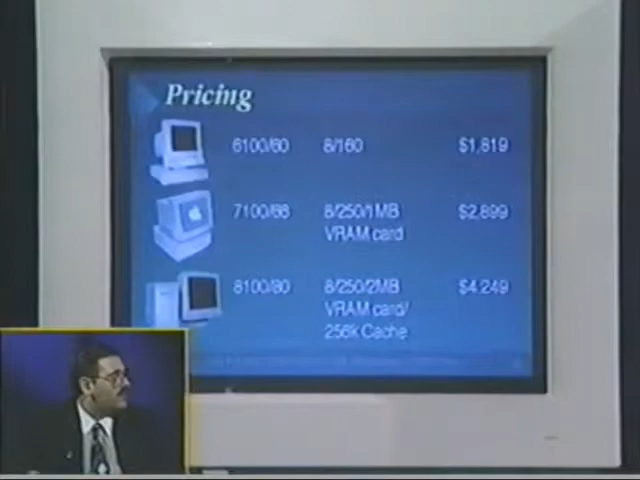 Pricing
6100/60 8/160 $1,819
7100/66 8/250/1MB $2,899
VRAM card
8100/80 8/250/2MB $4,249
VRAM card/
256k Cache